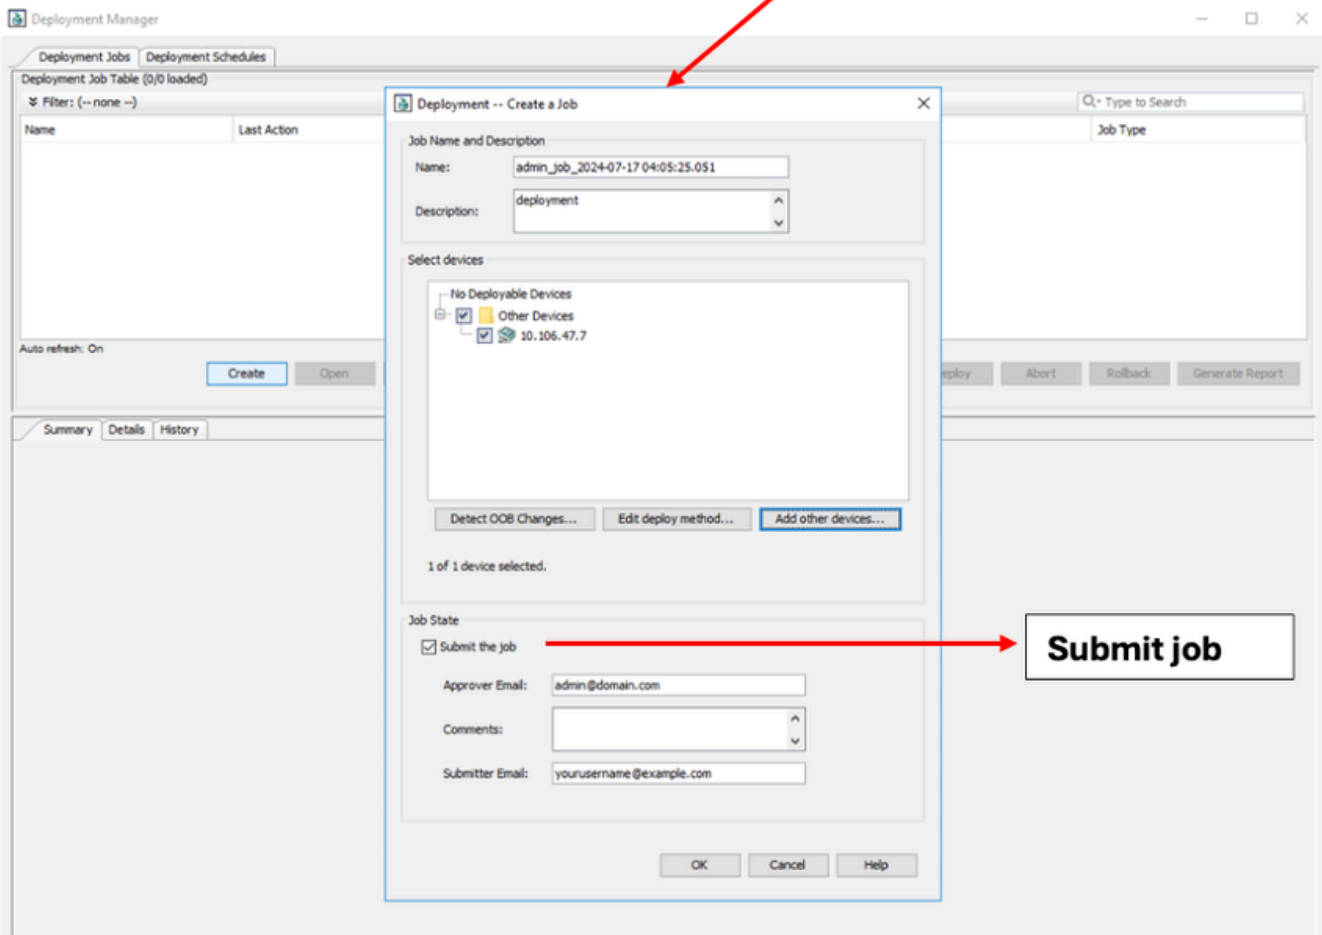 Deployment Manager
Deployment Jobs Deployment Schedules
Deployment Job Table (0/0 loaded)
Filter: (-- none --)
Type to Search
Name Last Action Job Type
Deployment -- Create a Job
Job Name and Description
Name: admin_job_2024-07-17 04:05:25.051
Description: deployment
Select devices
No Deployable Devices
Other Devices
10.106.47.7
Auto refresh: On
Create Open Abort Rollback Generate Report
Summary Details History
Detect OOB Changes... Edit deploy method... Add other devices...
1 of 1 device selected.
Job State
Submit the job
Submit job
Approver Email: admin@domain.com
Comments:
Submitter Email: yourusername@example.com
OK Cancel Help